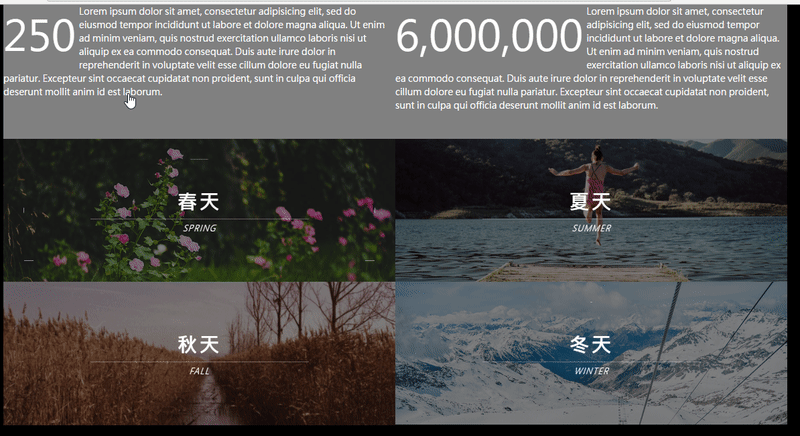 250
Lorem ipsum dolor sit amet, consectetur adipisicing elit, sed do
eiusmod tempor incididunt ut labore et dolore magna aliqua. Ut enim
ad minim veniam, quis nostrud exercitation ullamco laboris nisi ut
aliquip ex ea commodo consequat. Duis aute irure dolor in
reprehenderit in voluptate velit esse cillum dolore eu fugiat nulla
pariatur. Excepteur sint occaecat cupidatat non proident, sunt in culpa qui officia
deserunt mollit anim id est laborum.
6,000,000
Lorem ipsum dolor sit amet, consectetur
adipisicing elit, sed do eiusmod tempor
incididunt ut labore et dolore magna aliqua.
Ut enim ad minim veniam, quis nostrud
exercitation ullamco laboris nisi ut aliquip ex
ea commodo consequat. Duis aute irure dolor in reprehenderit in voluptate velit esse
cillum dolore eu fugiat nulla pariatur. Excepteur sint occaecat cupidatat non proident,
sunt in culpa qui officia deserunt mollit anim id est laborum.
春天
SPRING
夏天
SUMMER
秋天
FALL
冬天
WINTER